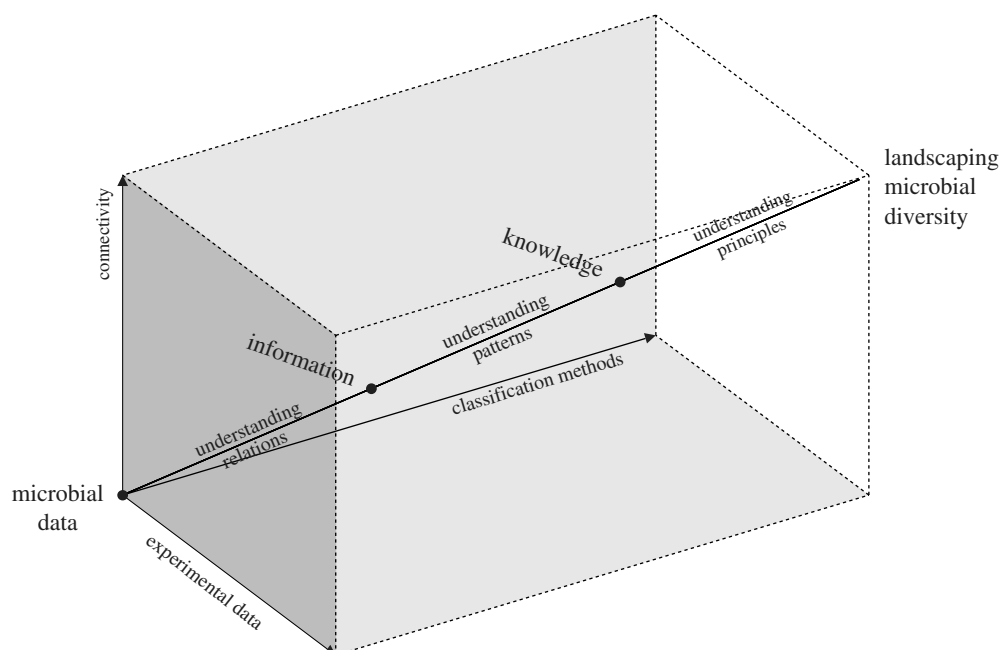 landscaping
microbial
diversity
connectivity
understanding
principles
knowledge
understanding
patterns
information
classification methods
understanding
relations
microbial
data
experimental data